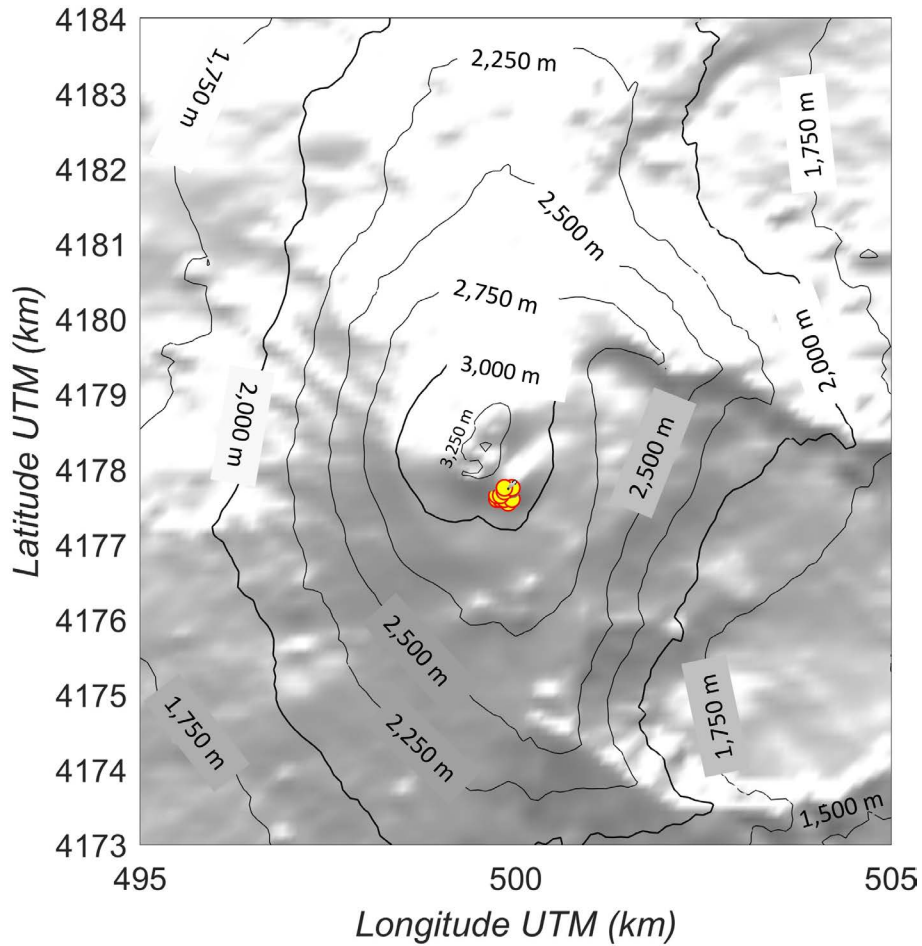 4184
4183
4182
4181
4180
4179
4178
4177
4176
4175
4174
4173
Latitude UTM (km)
1,750 m
2,250 m
1,750 m
2,500 m
2,750 m
3,000 m
2,000 m
2,000 m
3,250 m
2,500 m
2,500 m
1,750 m
2,250 m
1,750 m
1,500 m
495
500
505
Longitude UTM (km)